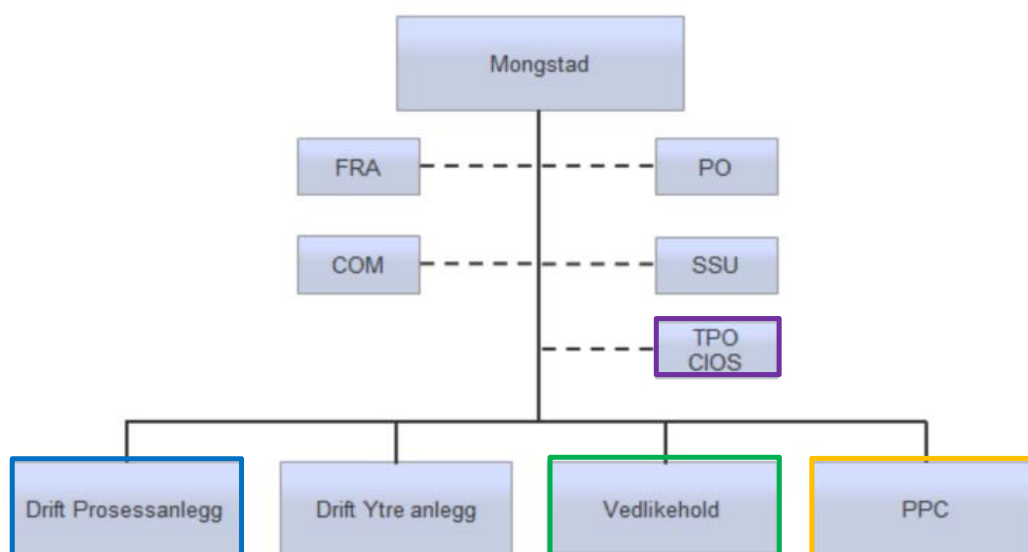 Mongstad
FRA
PO
COM
SSU
TPO
CIOS
Drift Prosessanlegg
Drift Ytre anlegg
Vedlikehold
PPC